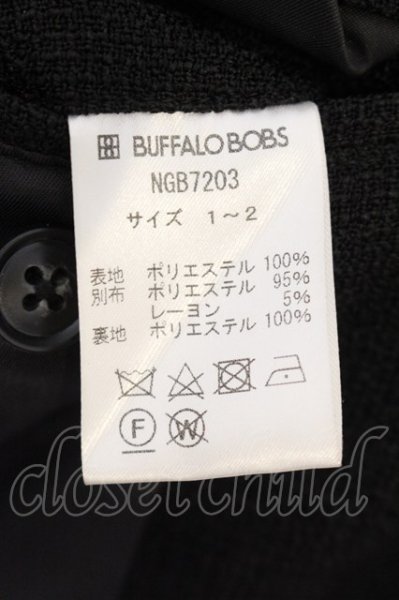 BUFFALO BOBS
NGB7203
サイズ 1~2
表地 ポリエステル 100%
別布 ポリエステル 95%
レーヨン 5%
裏地 ポリエステル 100%
F W
closet child